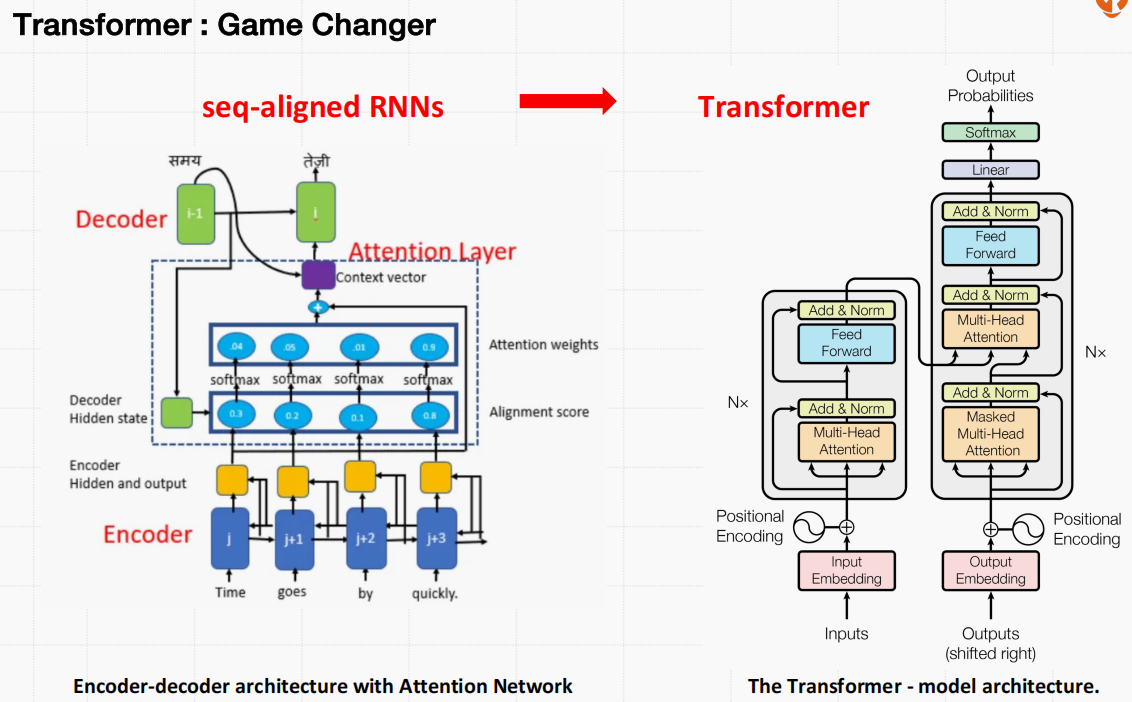 Transformer : Game Changer
seq-aligned RNNs
Transformer
समय
तेज़ी
Decoder
i-1
i
Attention Layer
Context vector
+
.04
.05
.01
0.9
Attention weights
softmax
softmax
softmax
softmax
Decoder
Hidden state
0.3
0.2
0.1
0.8
Alignment score
Encoder
Hidden and output
Encoder
j
j+1
j+2
j+3
Time
goes
by
quickly.
Encoder-decoder architecture with Attention Network
Output
Probabilities
Softmax
Linear
Add & Norm
Feed
Forward
Add & Norm
Multi-Head
Attention
Add & Norm
Masked
Multi-Head
Attention
N×
Add & Norm
Feed
Forward
Add & Norm
Multi-Head
Attention
N×
Positional
Encoding
Positional
Encoding
Input
Embedding
Output
Embedding
Inputs
Outputs
(shifted right)
The Transformer - model architecture.